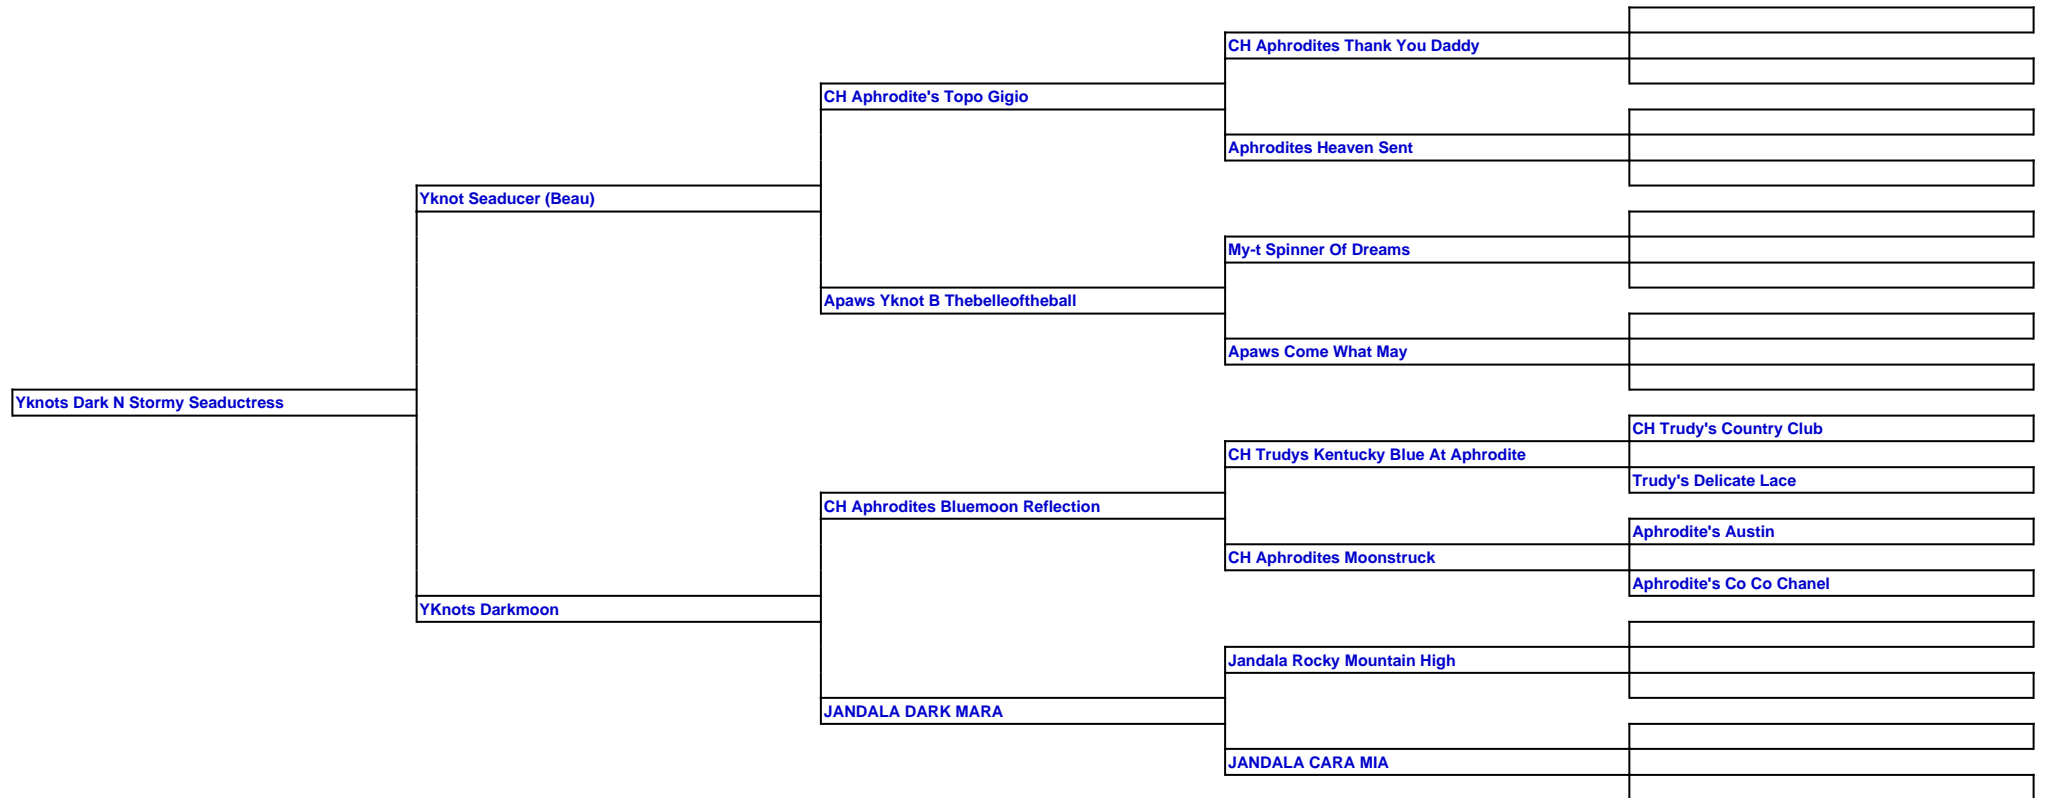 CH Aphrodites Thank You Daddy
CH Aphrodite's Topo Gigio
Aphrodites Heaven Sent
Yknot Seaducer (Beau)
My-t Spinner Of Dreams
Apaws Yknot B Thebelleoftheball
Apaws Come What May
Yknots Dark N Stormy Seaductress
CH Trudy's Country Club
CH Trudys Kentucky Blue At Aphrodite
Trudy's Delicate Lace
CH Aphrodites Bluemoon Reflection
Aphrodite's Austin
CH Aphrodites Moonstruck
Aphrodite's Co Co Chanel
YKnots Darkmoon
Jandala Rocky Mountain High
JANDALA DARK MARA
JANDALA CARA MIA